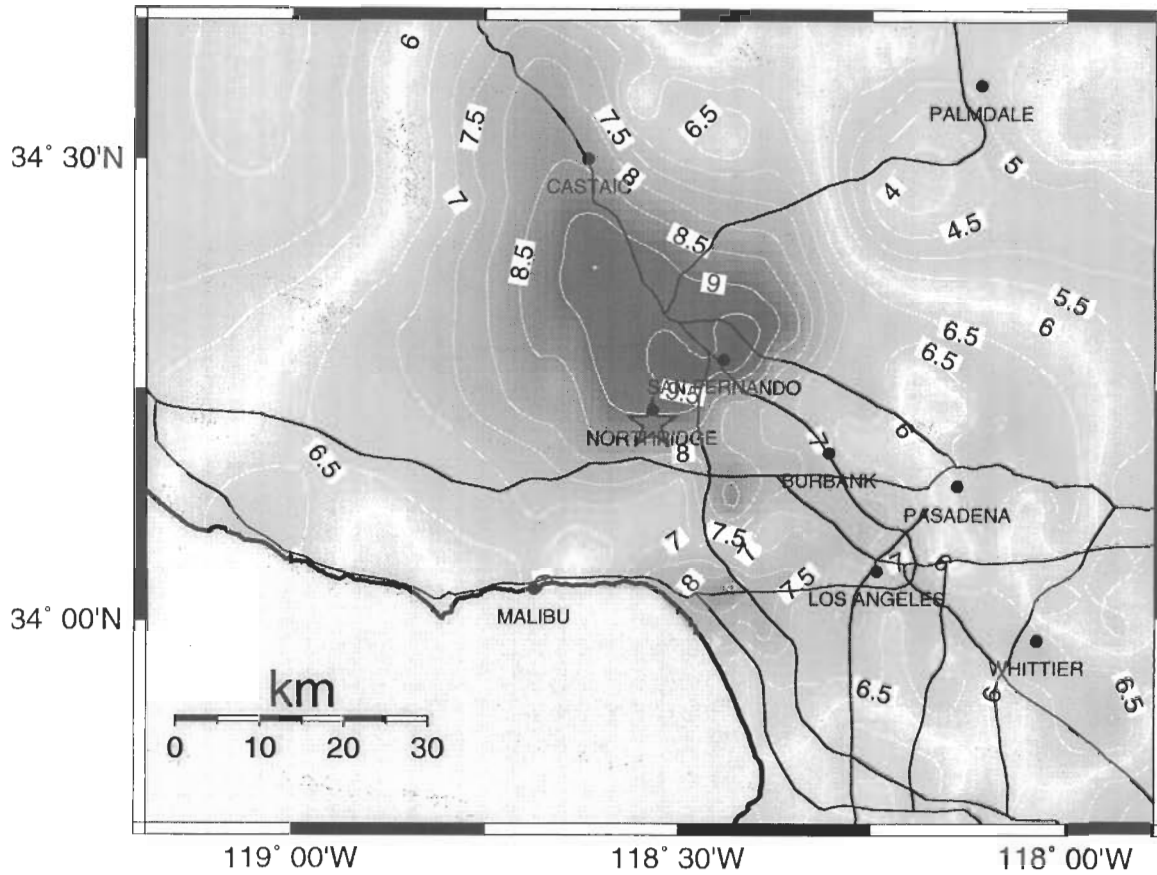 6
7.5
7.5
6.5
PALMDALE
34° 30'N
CASTAIC
8
5
4
7
4.5
8.5
8.5
9
5.5
6
6.5
6.5
SAN FERNANDO
9.5
NORTHRIDGE
8
7
6
6.5
BURBANK
PASADENA
7
7.5
7
8
7.5
7
6
34° 00'N
MALIBU
LOS ANGELES
WHITTIER
km
6.5
6
6.5
0 10 20 30
119° 00'W
118° 30'W
118° 00'W